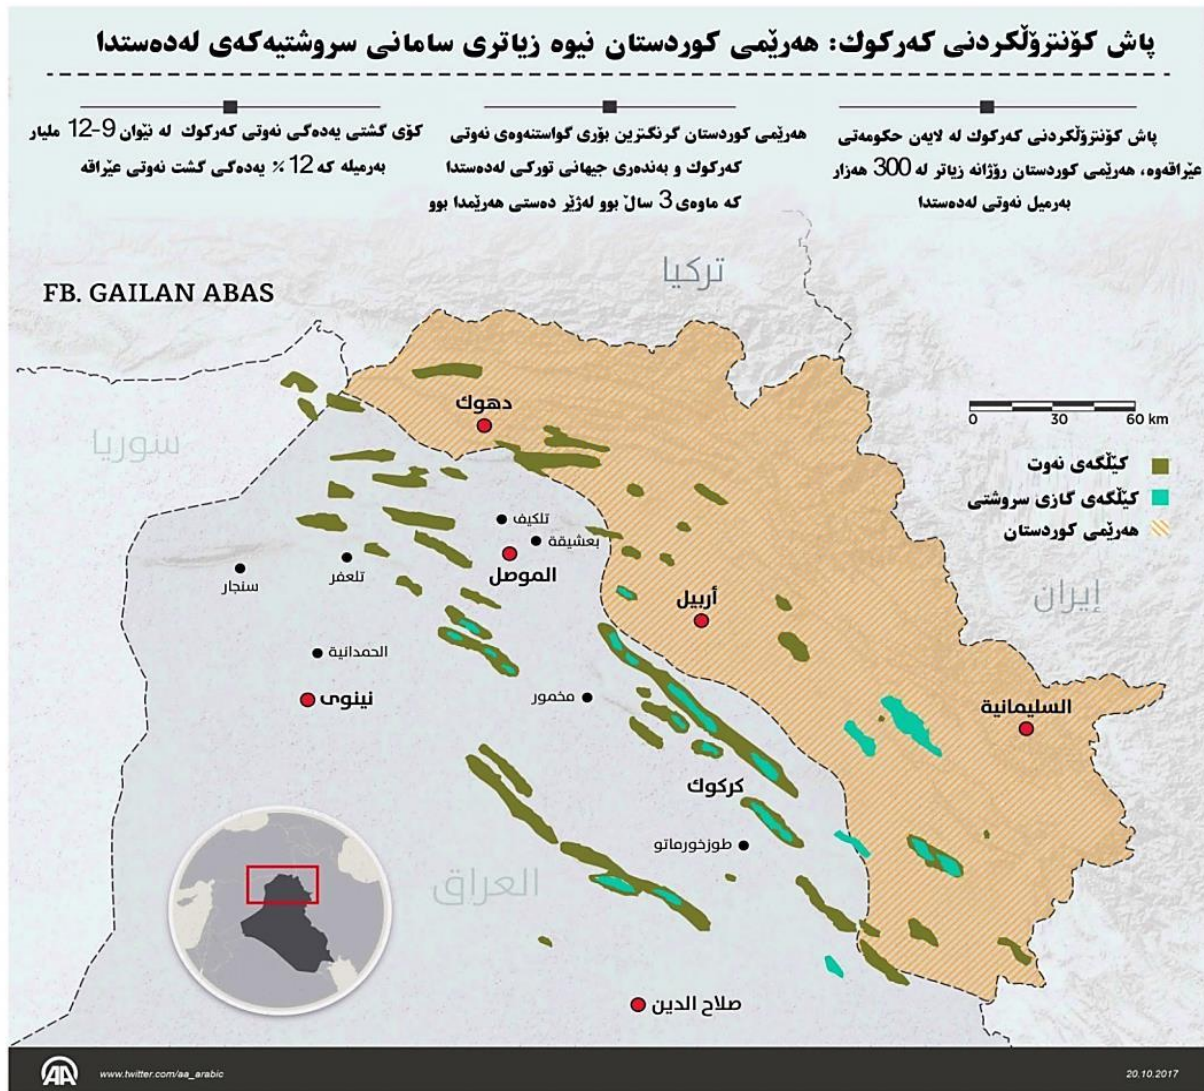 پاش کۆنترۆڵکردنی کەرکوك: هەرێمی کوردستان نیوە زیاتری سامانی سروشتیەکەی لەدەستدا
پاش کۆنترۆڵکردنی کەرکوك لە لایەن حکومەتی
عێراقەوە، هەرێمی کوردستان رۆژانە زیاتر لە 300 هەزار
بەرمیل نەوتی لەدەستدا
هەرێمی کوردستان گرنگترین بۆری گواستنەوەی نەوتی
کەرکوك و بەندەری جیهانی تورکی لەدەستدا
کە ماوەی 3 ساڵ بوو لەژێر دەستی هەرێمدا بوو
کۆی گشتی یەدەگی نەوتی کەرکوك لە نێوان 9-12 ملیار
بەرمیلە کە 12 % یەدەگی گشت نەوتی عێراقە
FB. GAILAN ABAS
تركيا
سوريا
إيران
العراق
0 30 60 km
کێڵگەی نەوت
کێڵگەی گازی سروشتی
هەرێمی کوردستان
دهوك
تلكيف
بعشيقة
الموصل
تلعفر
سنجار
أربيل
الحمدانية
نينوى
مخمور
السليمانية
كركوك
طوزخورماتو
صلاح الدين
AA
www.twitter.com/aa_arabic
20.10.2017